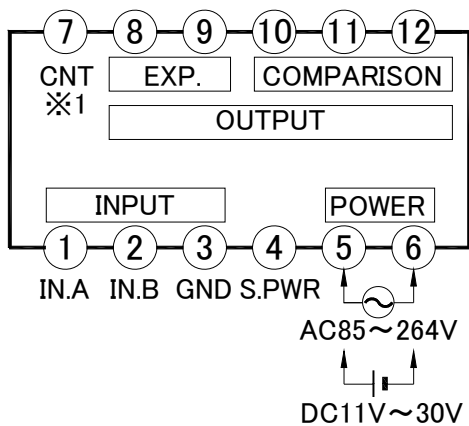 7 8 9 10 11 12
CNT EXP. COMPARISON
※1
OUTPUT
INPUT POWER
1 2 3 4 5 6
IN.A IN.B GND S.PWR
AC85～264V
DC11V～30V